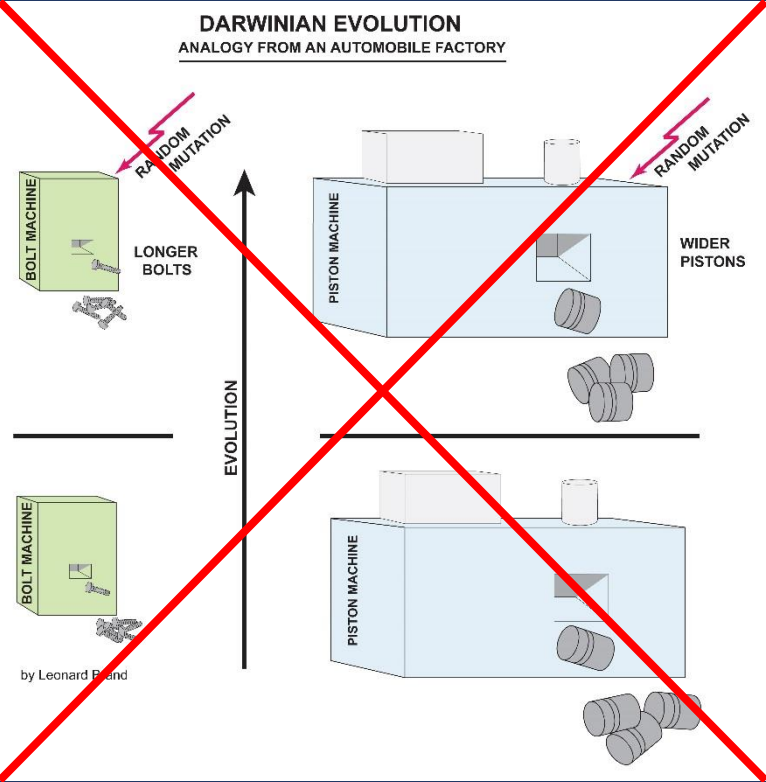 DARWINIAN EVOLUTION
ANALOGY FROM AN AUTOMOBILE FACTORY
RANDOM
MUTATION
BOLT MACHINE
LONGER
BOLTS
PISTON MACHINE
RANDOM
MUTATION
WIDER
PISTONS
EVOLUTION
BOLT MACHINE
PISTON MACHINE
by Leonard Brand